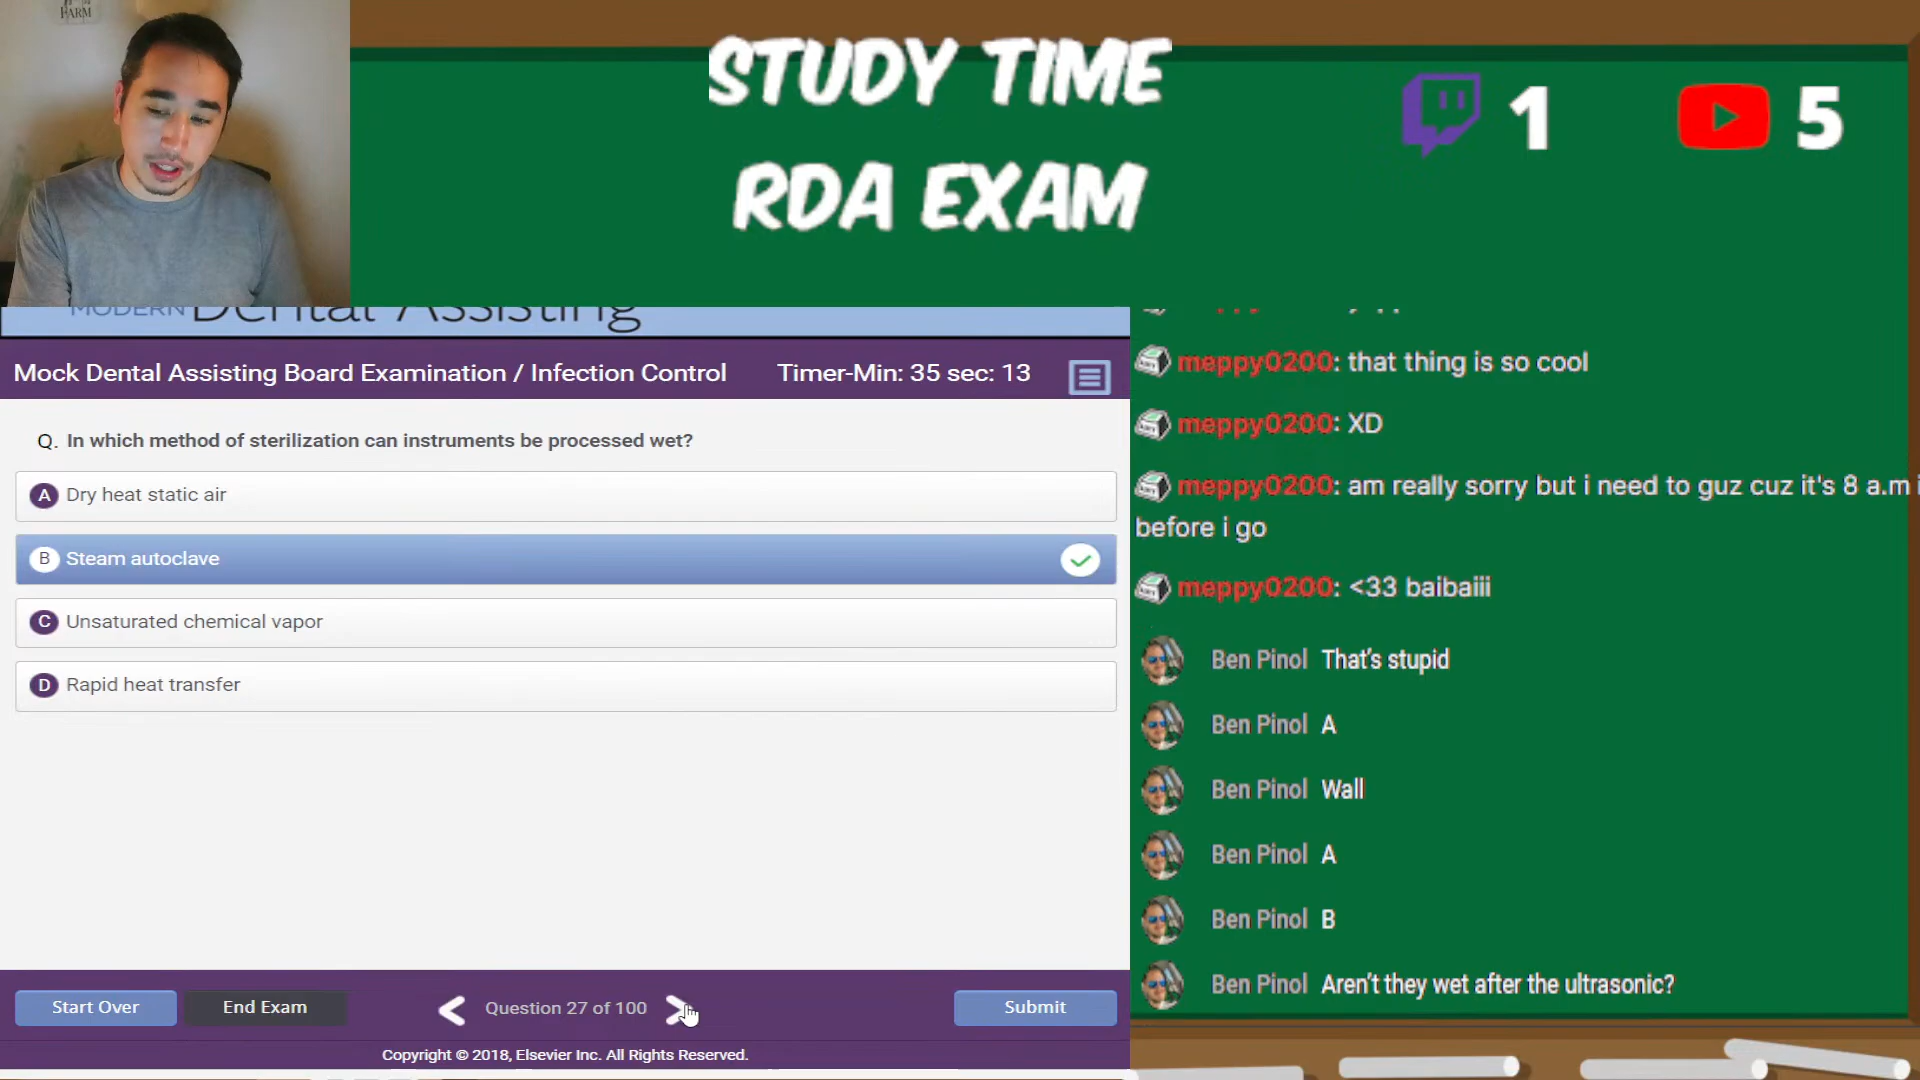 FARM
STUDY TIME
RDA EXAM
1
5
MODERN Dental Assisting
Mock Dental Assisting Board Examination / Infection Control
Timer-Min: 35 sec: 13
Q. In which method of sterilization can instruments be processed wet?
A Dry heat static air
B Steam autoclave
C Unsaturated chemical vapor
D Rapid heat transfer
Start Over
End Exam
Question 27 of 100
Submit
Copyright © 2018, Elsevier Inc. All Rights Reserved.
meppy0200: that thing is so cool
meppy0200: XD
meppy0200: am really sorry but i need to guz cuz it's 8 a.m i
before i go
meppy0200: <33 baibaiii
Ben Pinol That's stupid
Ben Pinol A
Ben Pinol Wall
Ben Pinol A
Ben Pinol B
Ben Pinol Aren't they wet after the ultrasonic?